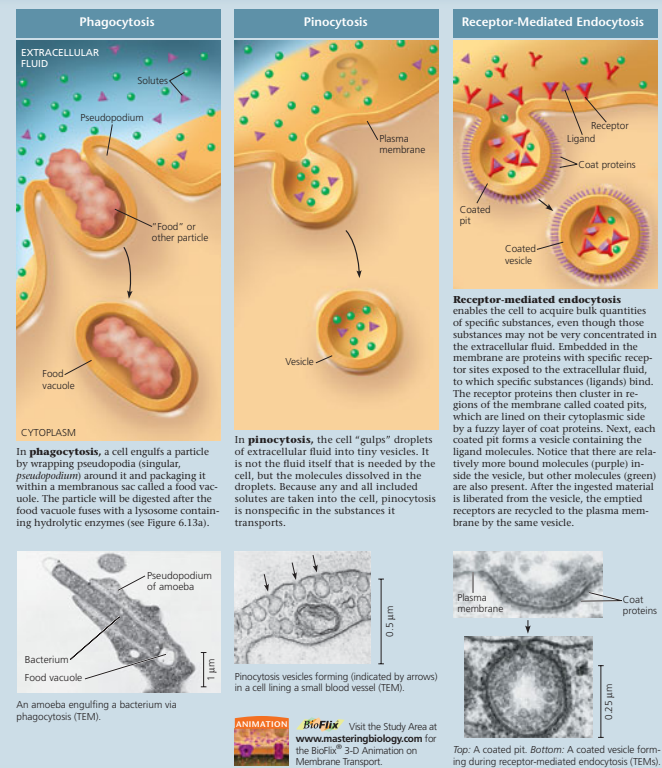 Phagocytosis
EXTRACELLULAR
FLUID
Solutes
Pseudopodium
"Food" or
other particle
Food
vacuole
CYTOPLASM
In phagocytosis, a cell engulfs a particle
by wrapping pseudopodia (singular,
pseudopodium) around it and packaging it
within a membranous sac called a food vac-
uole. The particle will be digested after the
food vacuole fuses with a lysosome contain-
ing hydrolytic enzymes (see Figure 6.13a).
Pseudopodium
of amoeba
Bacterium
Food vacuole
1 μm
An amoeba engulfing a bacterium via
phagocytosis (TEM).
Pinocytosis
Plasma
membrane
Vesicle
In pinocytosis, the cell "gulps" droplets
of extracellular fluid into tiny vesicles. It
is not the fluid itself that is needed by the
cell, but the molecules dissolved in the
droplets. Because any and all included
solutes are taken into the cell, pinocytosis
is nonspecific in the substances it
transports.
0.5 μm
Pinocytosis vesicles forming (indicated by arrows)
in a cell lining a small blood vessel (TEM).
ANIMATION
BioFlix Visit the Study Area at
www.masteringbiology.com for
the BioFlix® 3-D Animation on
Membrane Transport.
Receptor-Mediated Endocytosis
Receptor
Ligand
Coat proteins
Coated
pit
Coated
vesicle
Receptor-mediated endocytosis
enables the cell to acquire bulk quantities
of specific substances, even though those
substances may not be very concentrated in
the extracellular fluid. Embedded in the
membrane are proteins with specific recep-
tor sites exposed to the extracellular fluid,
to which specific substances (ligands) bind.
The receptor proteins then cluster in re-
gions of the membrane called coated pits,
which are lined on their cytoplasmic side
by a fuzzy layer of coat proteins. Next, each
coated pit forms a vesicle containing the
ligand molecules. Notice that there are rela-
tively more bound molecules (purple) in-
side the vesicle, but other molecules (green)
are also present. After the ingested material
is liberated from the vesicle, the emptied
receptors are recycled to the plasma mem-
brane by the same vesicle.
Plasma
membrane
Coat
proteins
0.25 μm
Top: A coated pit. Bottom: A coated vesicle form-
ing during receptor-mediated endocytosis (TEMs).